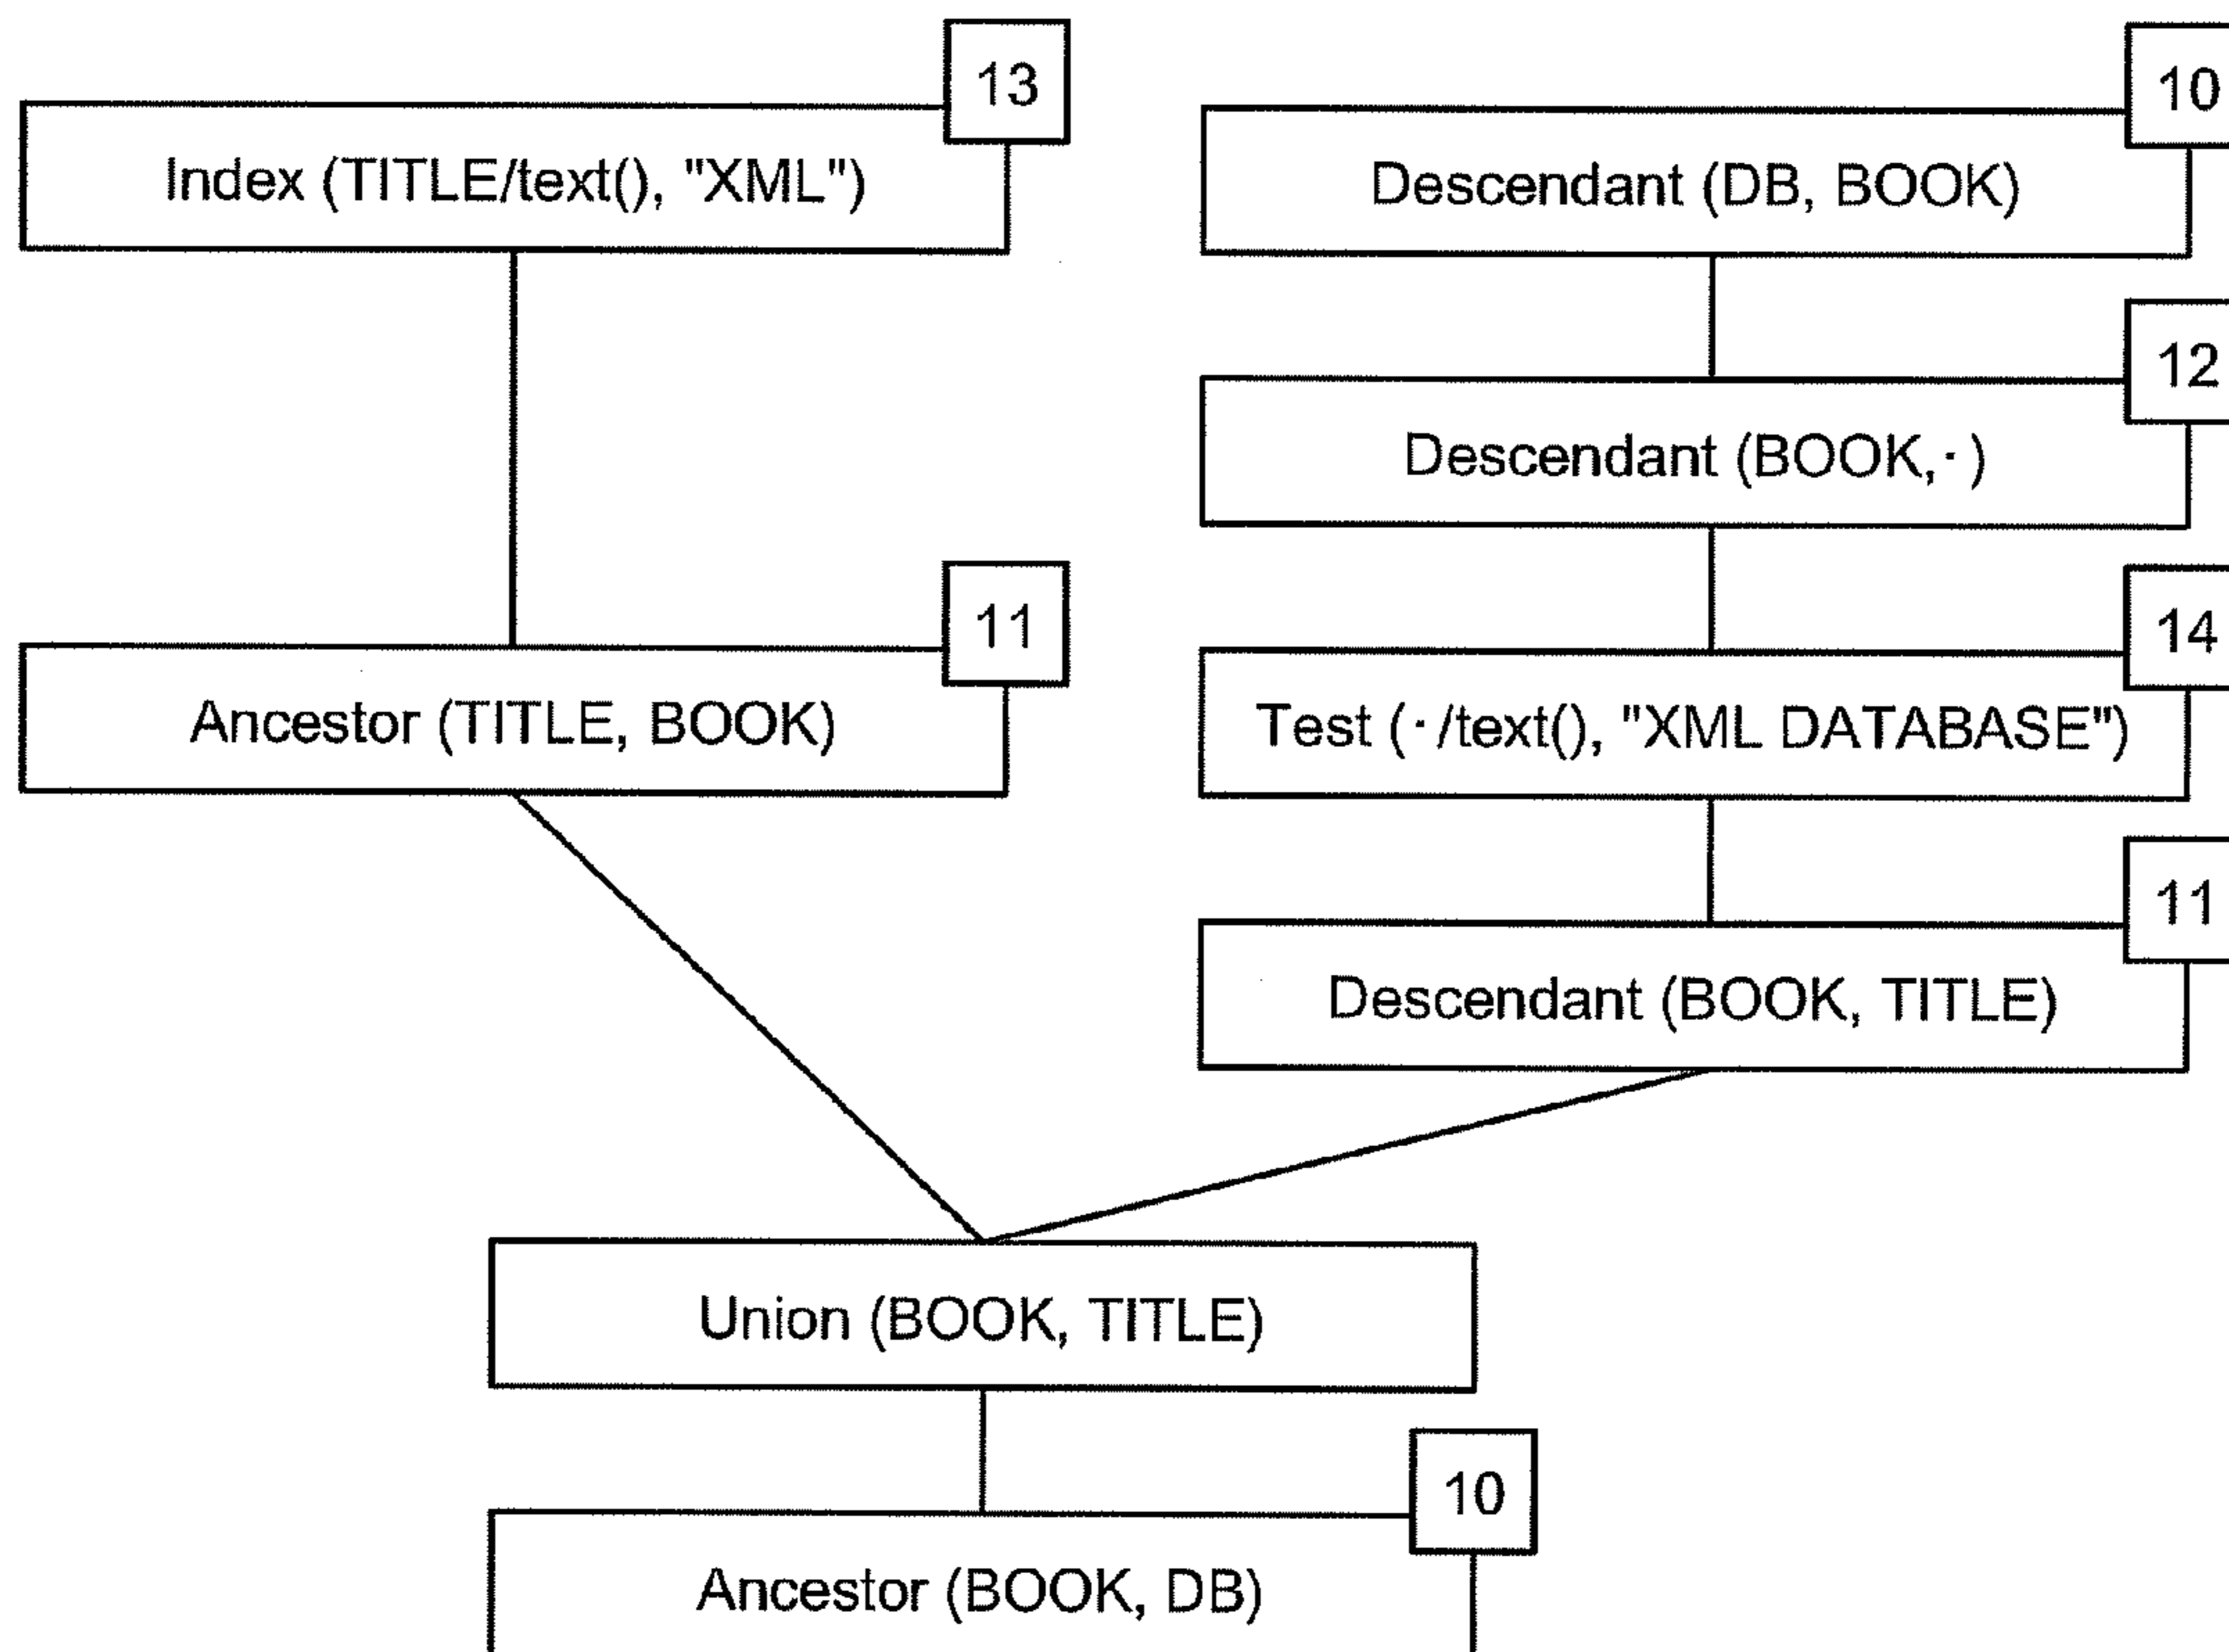 13
Index (TITLE/text(), "XML")
10
Descendant (DB, BOOK)
12
Descendant (BOOK,·)
11
Ancestor (TITLE, BOOK)
14
Test (·/text(), "XML DATABASE")
11
Descendant (BOOK, TITLE)
Union (BOOK, TITLE)
10
Ancestor (BOOK, DB)